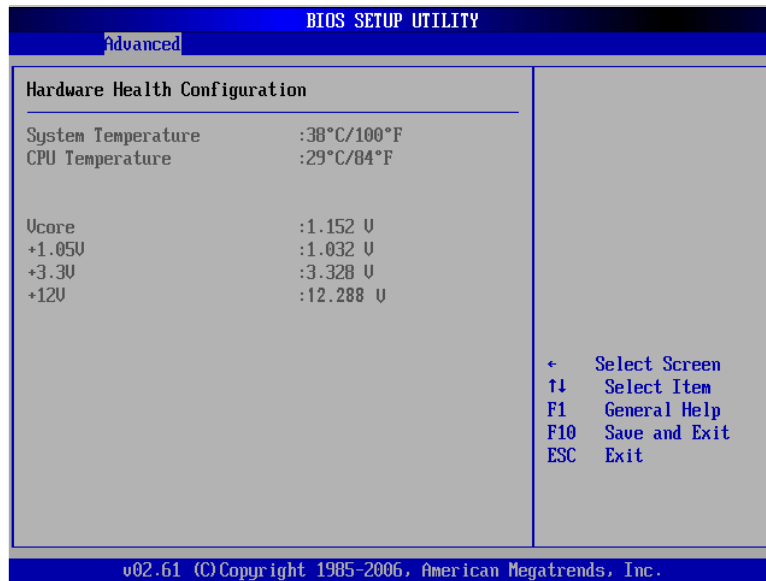 BIOS SETUP UTILITY
Advanced
Hardware Health Configuration
System Temperature :38°C/100°F
CPU Temperature :29°C/84°F
Vcore :1.152 V
+1.05V :1.032 V
+3.3V :3.328 V
+12V :12.288 V
← Select Screen
↑↓ Select Item
F1 General Help
F10 Save and Exit
ESC Exit
v02.61 (C)Copyright 1985-2006, American Megatrends, Inc.